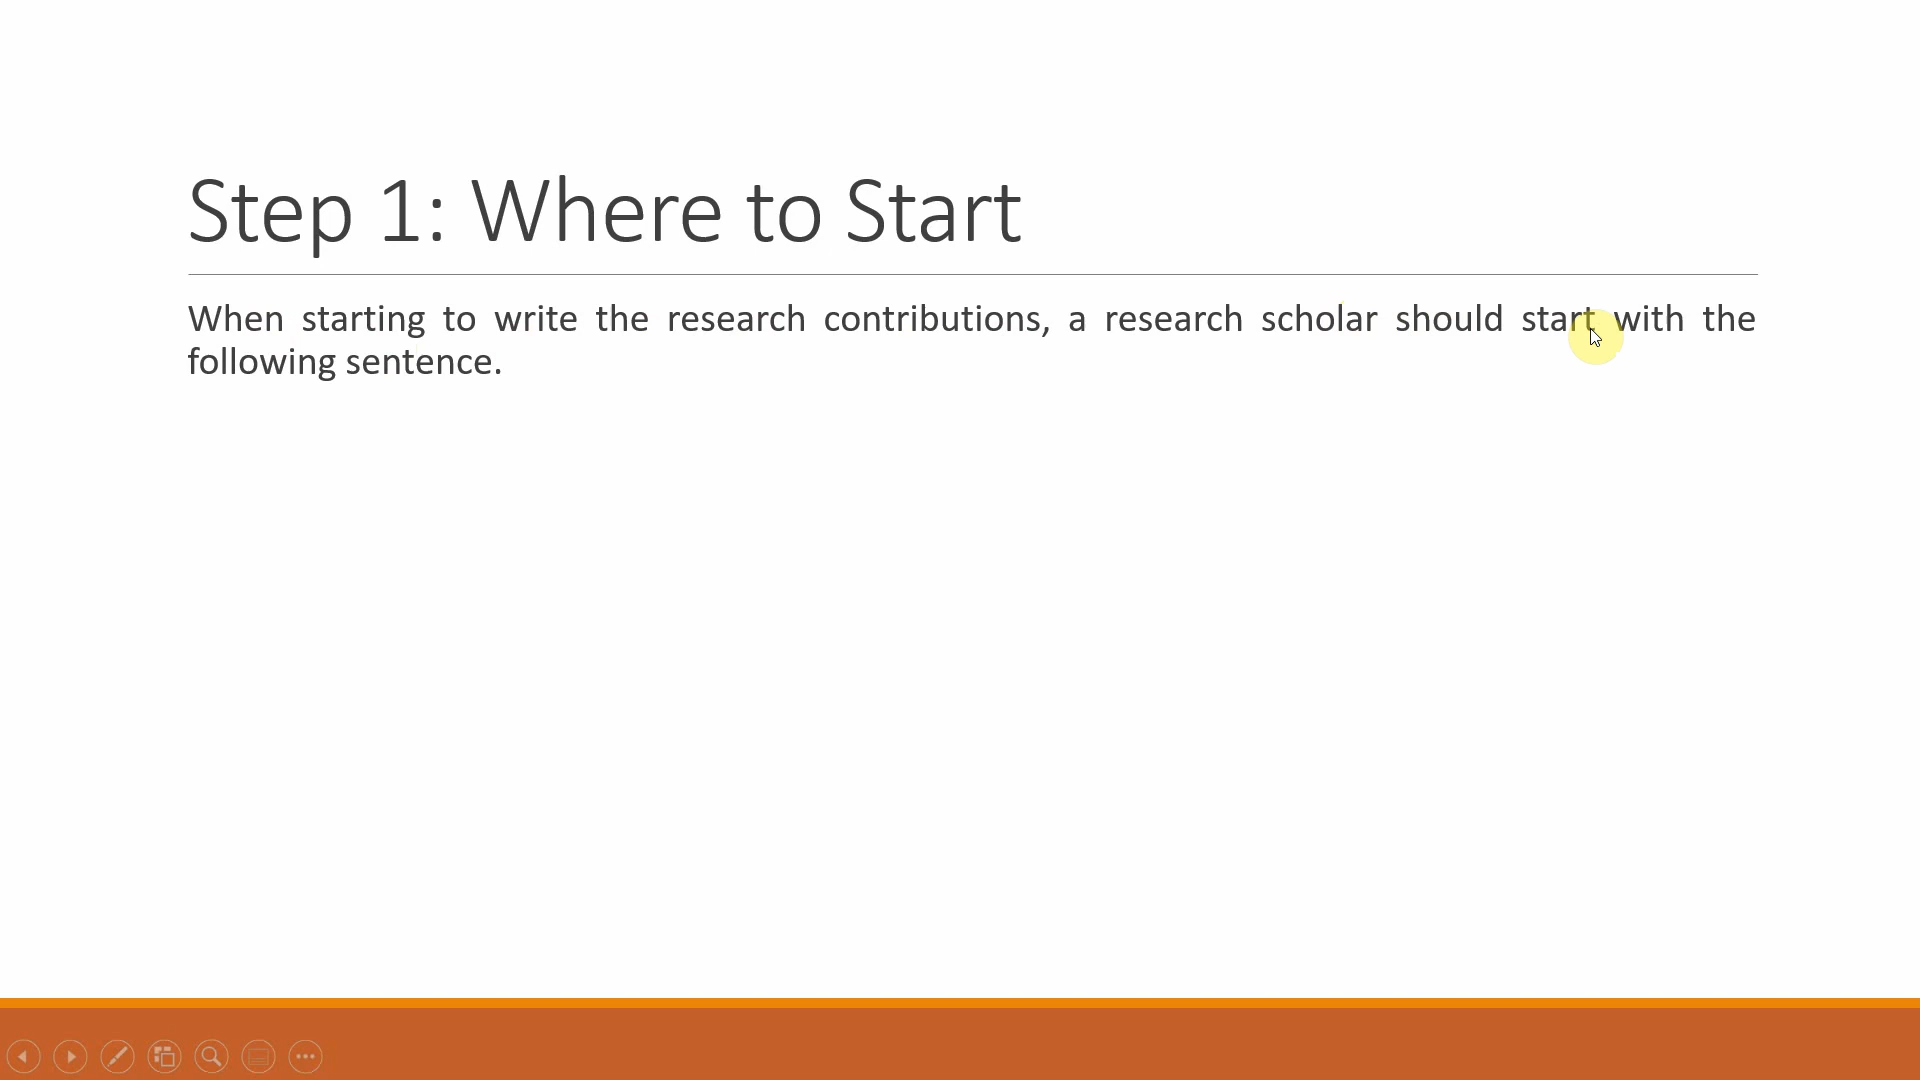 Step 1: Where to Start
When starting to write the research contributions, a research scholar should start with the
following sentence.